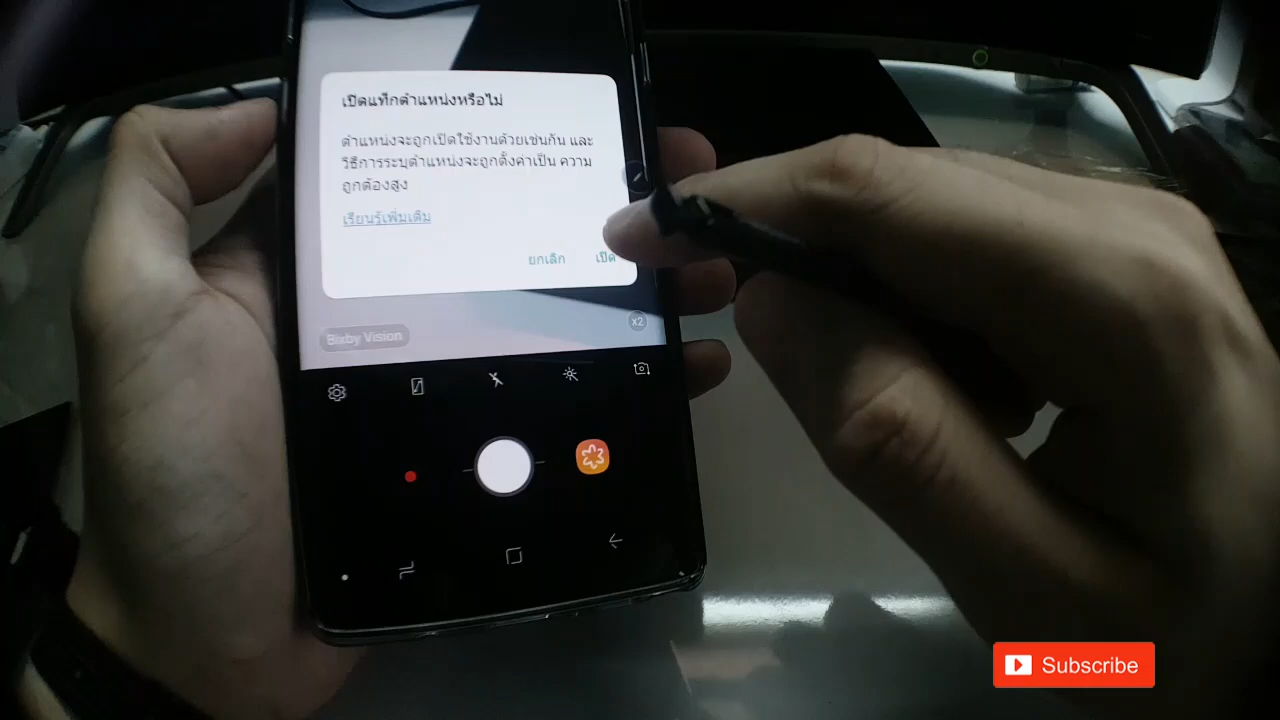 เปิดแท็กตำแหน่งหรือไม่
ตำแหน่งจะถูกเปิดใช้งานด้วยเช่นกัน และ
วิธีการระบุตำแหน่งจะถูกตั้งค่าเป็น ความ
ถูกต้องสูง
เรียนรู้เพิ่มเติม
ยกเลิก เปิด
Bixby Vision
x2
Subscribe